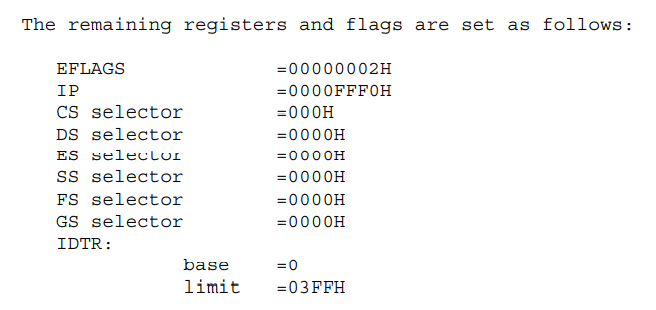 The remaining registers and flags are set as follows:
EFLAGS =00000002H
IP =0000FFF0H
CS selector =000H
DS selector =0000H
ES selector =0000H
SS selector =0000H
FS selector =0000H
GS selector =0000H
IDTR:
base =0
limit =03FFH